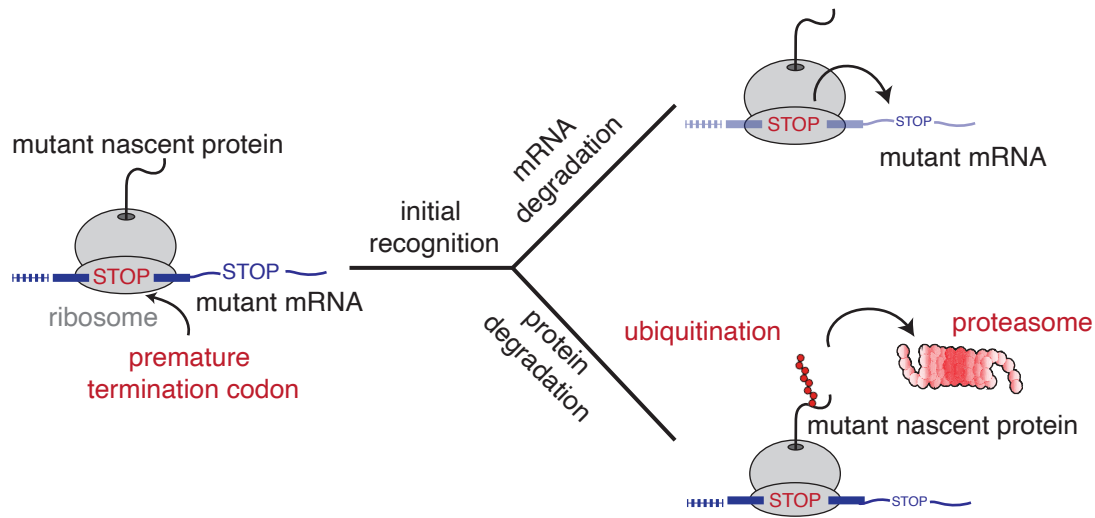 mutant nascent protein
STOP
STOP
mutant mRNA
ribosome
premature
termination codon
initial
recognition
mRNA
degradation
protein
degradation
STOP
STOP
mutant mRNA
ubiquitination
proteasome
mutant nascent protein
STOP
STOP